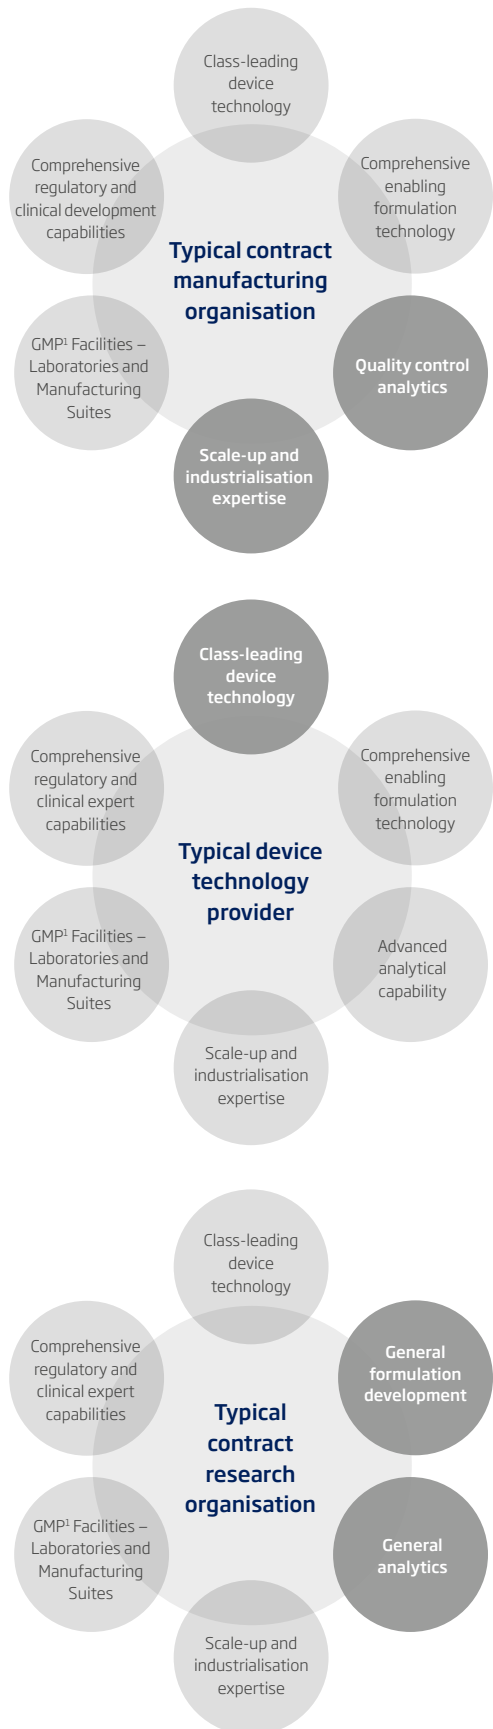 Class-leading
device
technology
Comprehensive
regulatory and
clinical development
capabilities
Comprehensive
enabling
formulation
technology
Typical contract
manufacturing
organisation
GMP¹ Facilities –
Laboratories and
Manufacturing
Suites
Quality control
analytics
Scale-up and
industrialisation
expertise
Class-leading
device
technology
Comprehensive
regulatory and
clinical expert
capabilities
Comprehensive
enabling
formulation
technology
Typical device
technology
provider
GMP¹ Facilities –
Laboratories and
Manufacturing
Suites
Advanced
analytical
capability
Scale-up and
industrialisation
expertise
Class-leading
device
technology
Comprehensive
regulatory and
clinical expert
capabilities
General
formulation
development
Typical
contract
research
organisation
GMP¹ Facilities –
Laboratories and
Manufacturing
Suites
General
analytics
Scale-up and
industrialisation
expertise